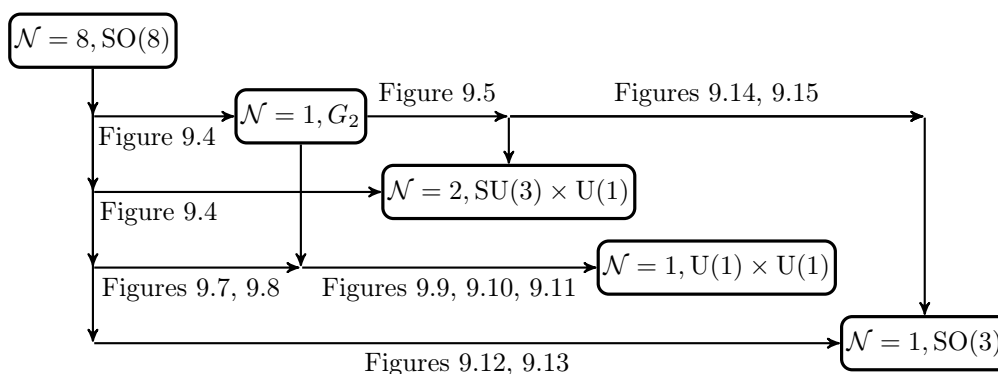 𝒩 = 8, SO(8)
Figure 9.5
Figures 9.14, 9.15
𝒩 = 1, G₂
Figure 9.4
𝒩 = 2, SU(3) × U(1)
Figure 9.4
𝒩 = 1, U(1) × U(1)
Figures 9.7, 9.8
Figures 9.9, 9.10, 9.11
𝒩 = 1, SO(3)
Figures 9.12, 9.13